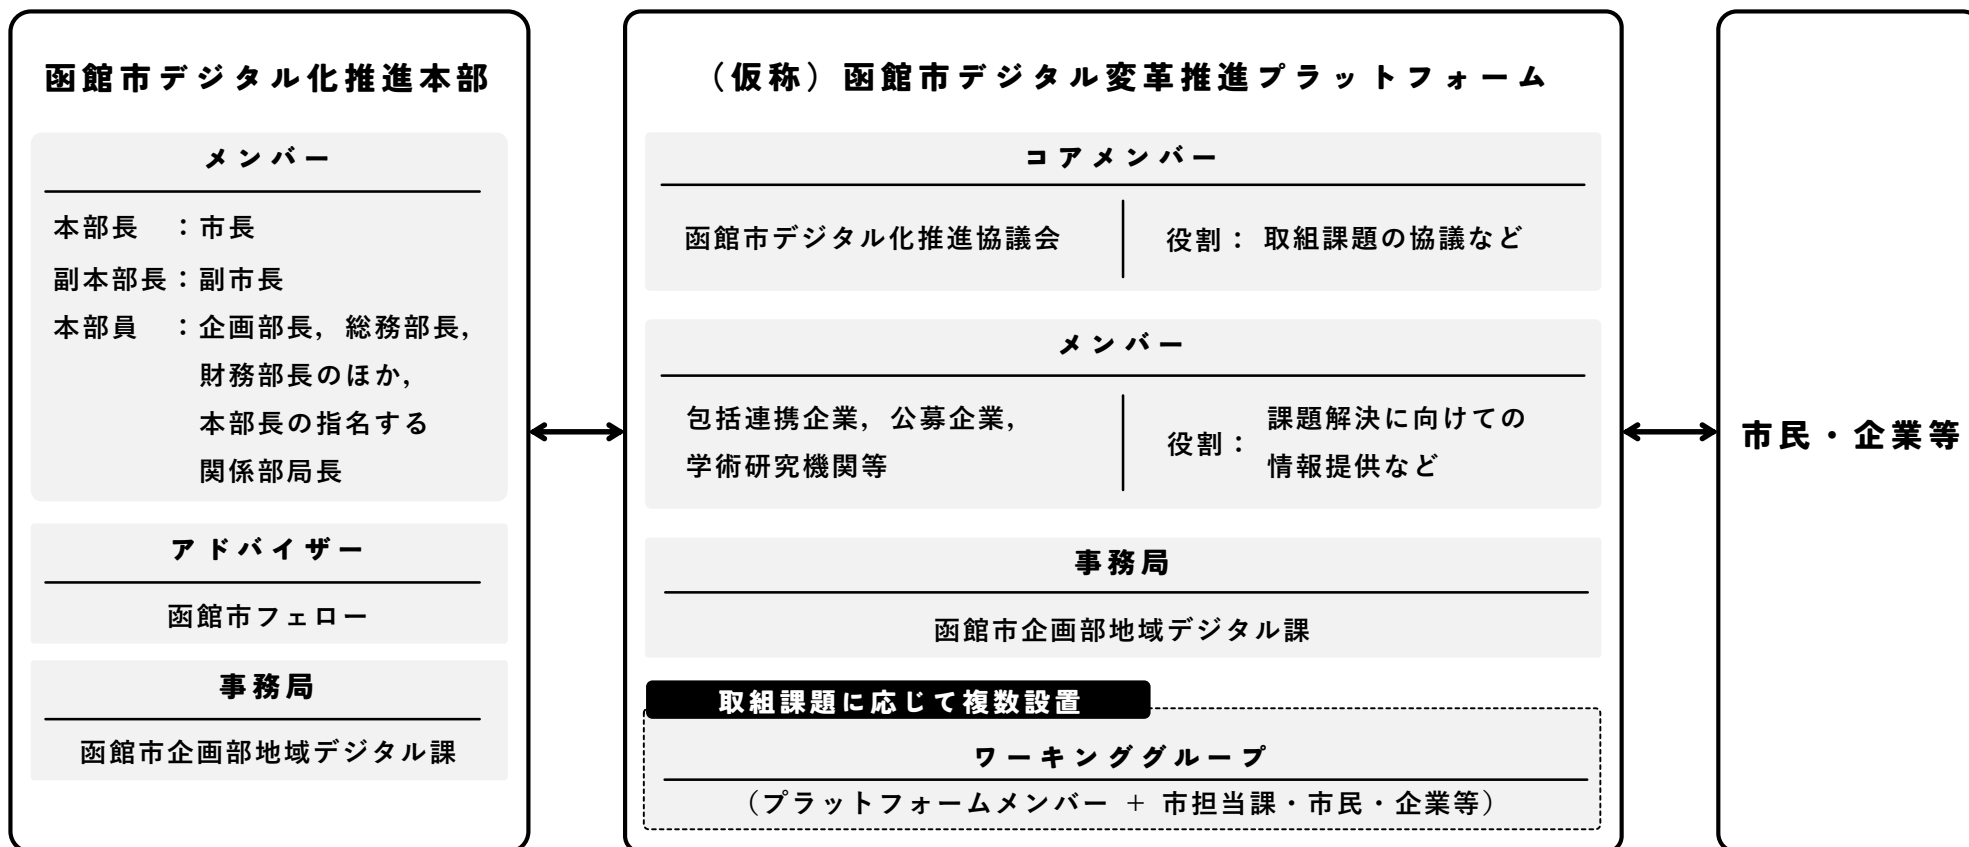 函館市デジタル化推進本部
メンバー
本部長　：市長
副本部長：副市長
本部員　：企画部長，総務部長，
財務部長のほか，
本部長の指名する
関係部局長
アドバイザー
函館市フェロー
事務局
函館市企画部地域デジタル課
（仮称）函館市デジタル変革推進プラットフォーム
コアメンバー
函館市デジタル化推進協議会
役割：取組課題の協議など
メンバー
包括連携企業，公募企業，
学術研究機関等
役割：
課題解決に向けての
情報提供など
事務局
函館市企画部地域デジタル課
取組課題に応じて複数設置
ワーキンググループ
（プラットフォームメンバー + 市担当課・市民・企業等）
市民・企業等